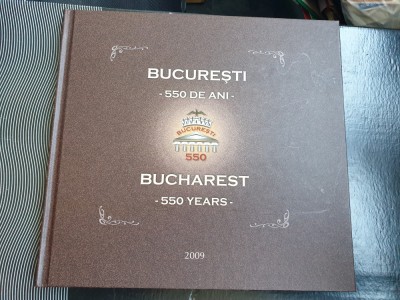 BUCUREȘTI
- 550 DE ANI -
BUCUREȘTI
550
BUCHAREST
- 550 YEARS -
2009